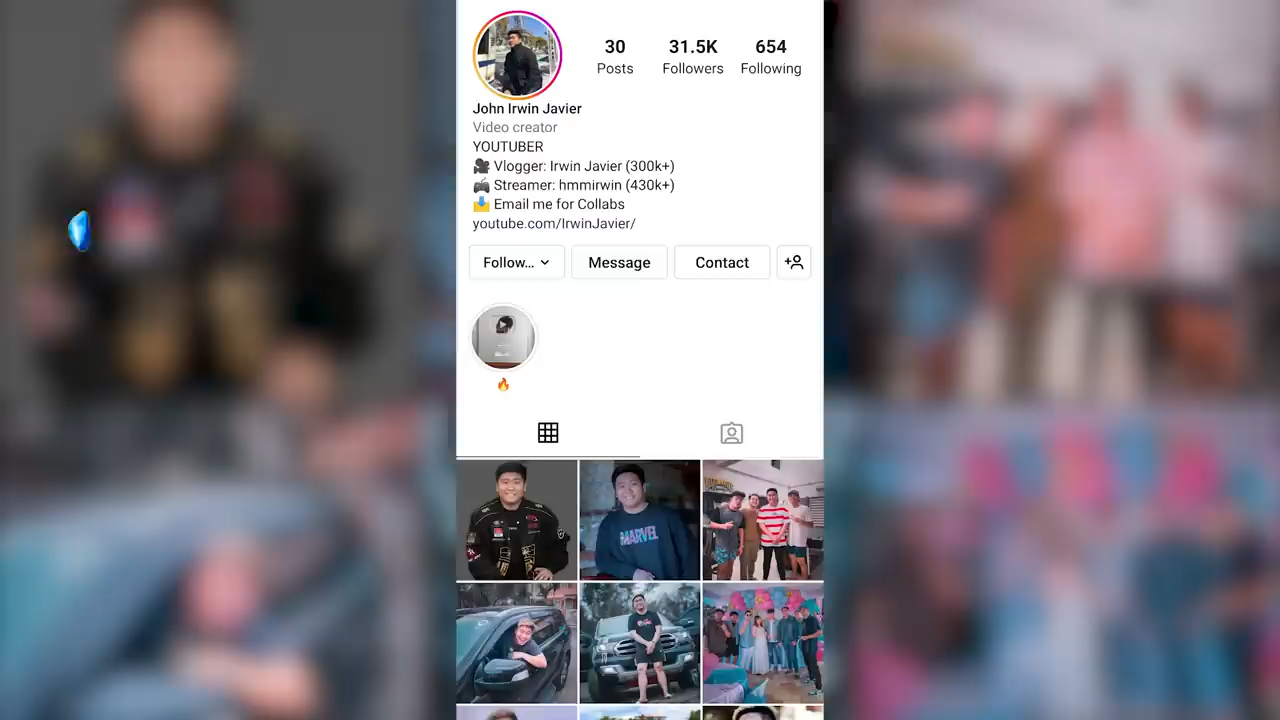 30
Posts
31.5K
Followers
654
Following
John Irwin Javier
Video creator
YOUTUBER
🎥 Vlogger: Irwin Javier (300k+)
🎮 Streamer: hmmirwin (430k+)
📩 Email me for Collabs
youtube.com/IrwinJavier/
Follow...
Message
Contact
🔥
MARVEL